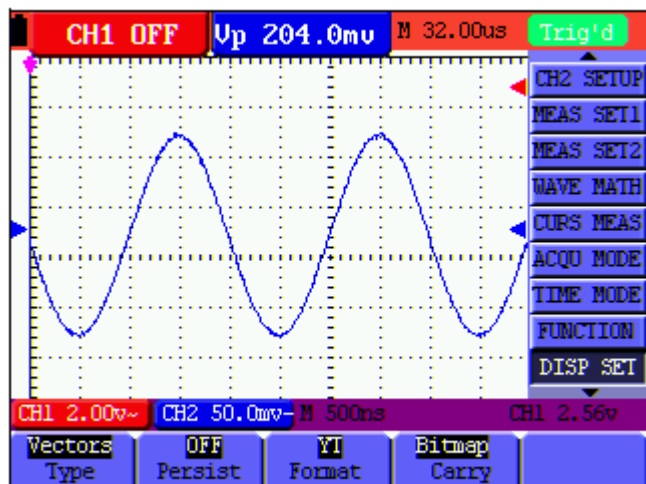 CH1 OFF Vp 204.0mv M 32.00us Trig'd
CH2 SETUP
MEAS SET1
MEAS SET2
WAVE MATH
CURS MEAS
ACQU MODE
TIME MODE
FUNCTION
DISP SET
CH1 2.00v~ CH2 50.0mv- M 500ns CH1 2.56v
Vectors OFF YT Bitmap
Type Persist Format Carry